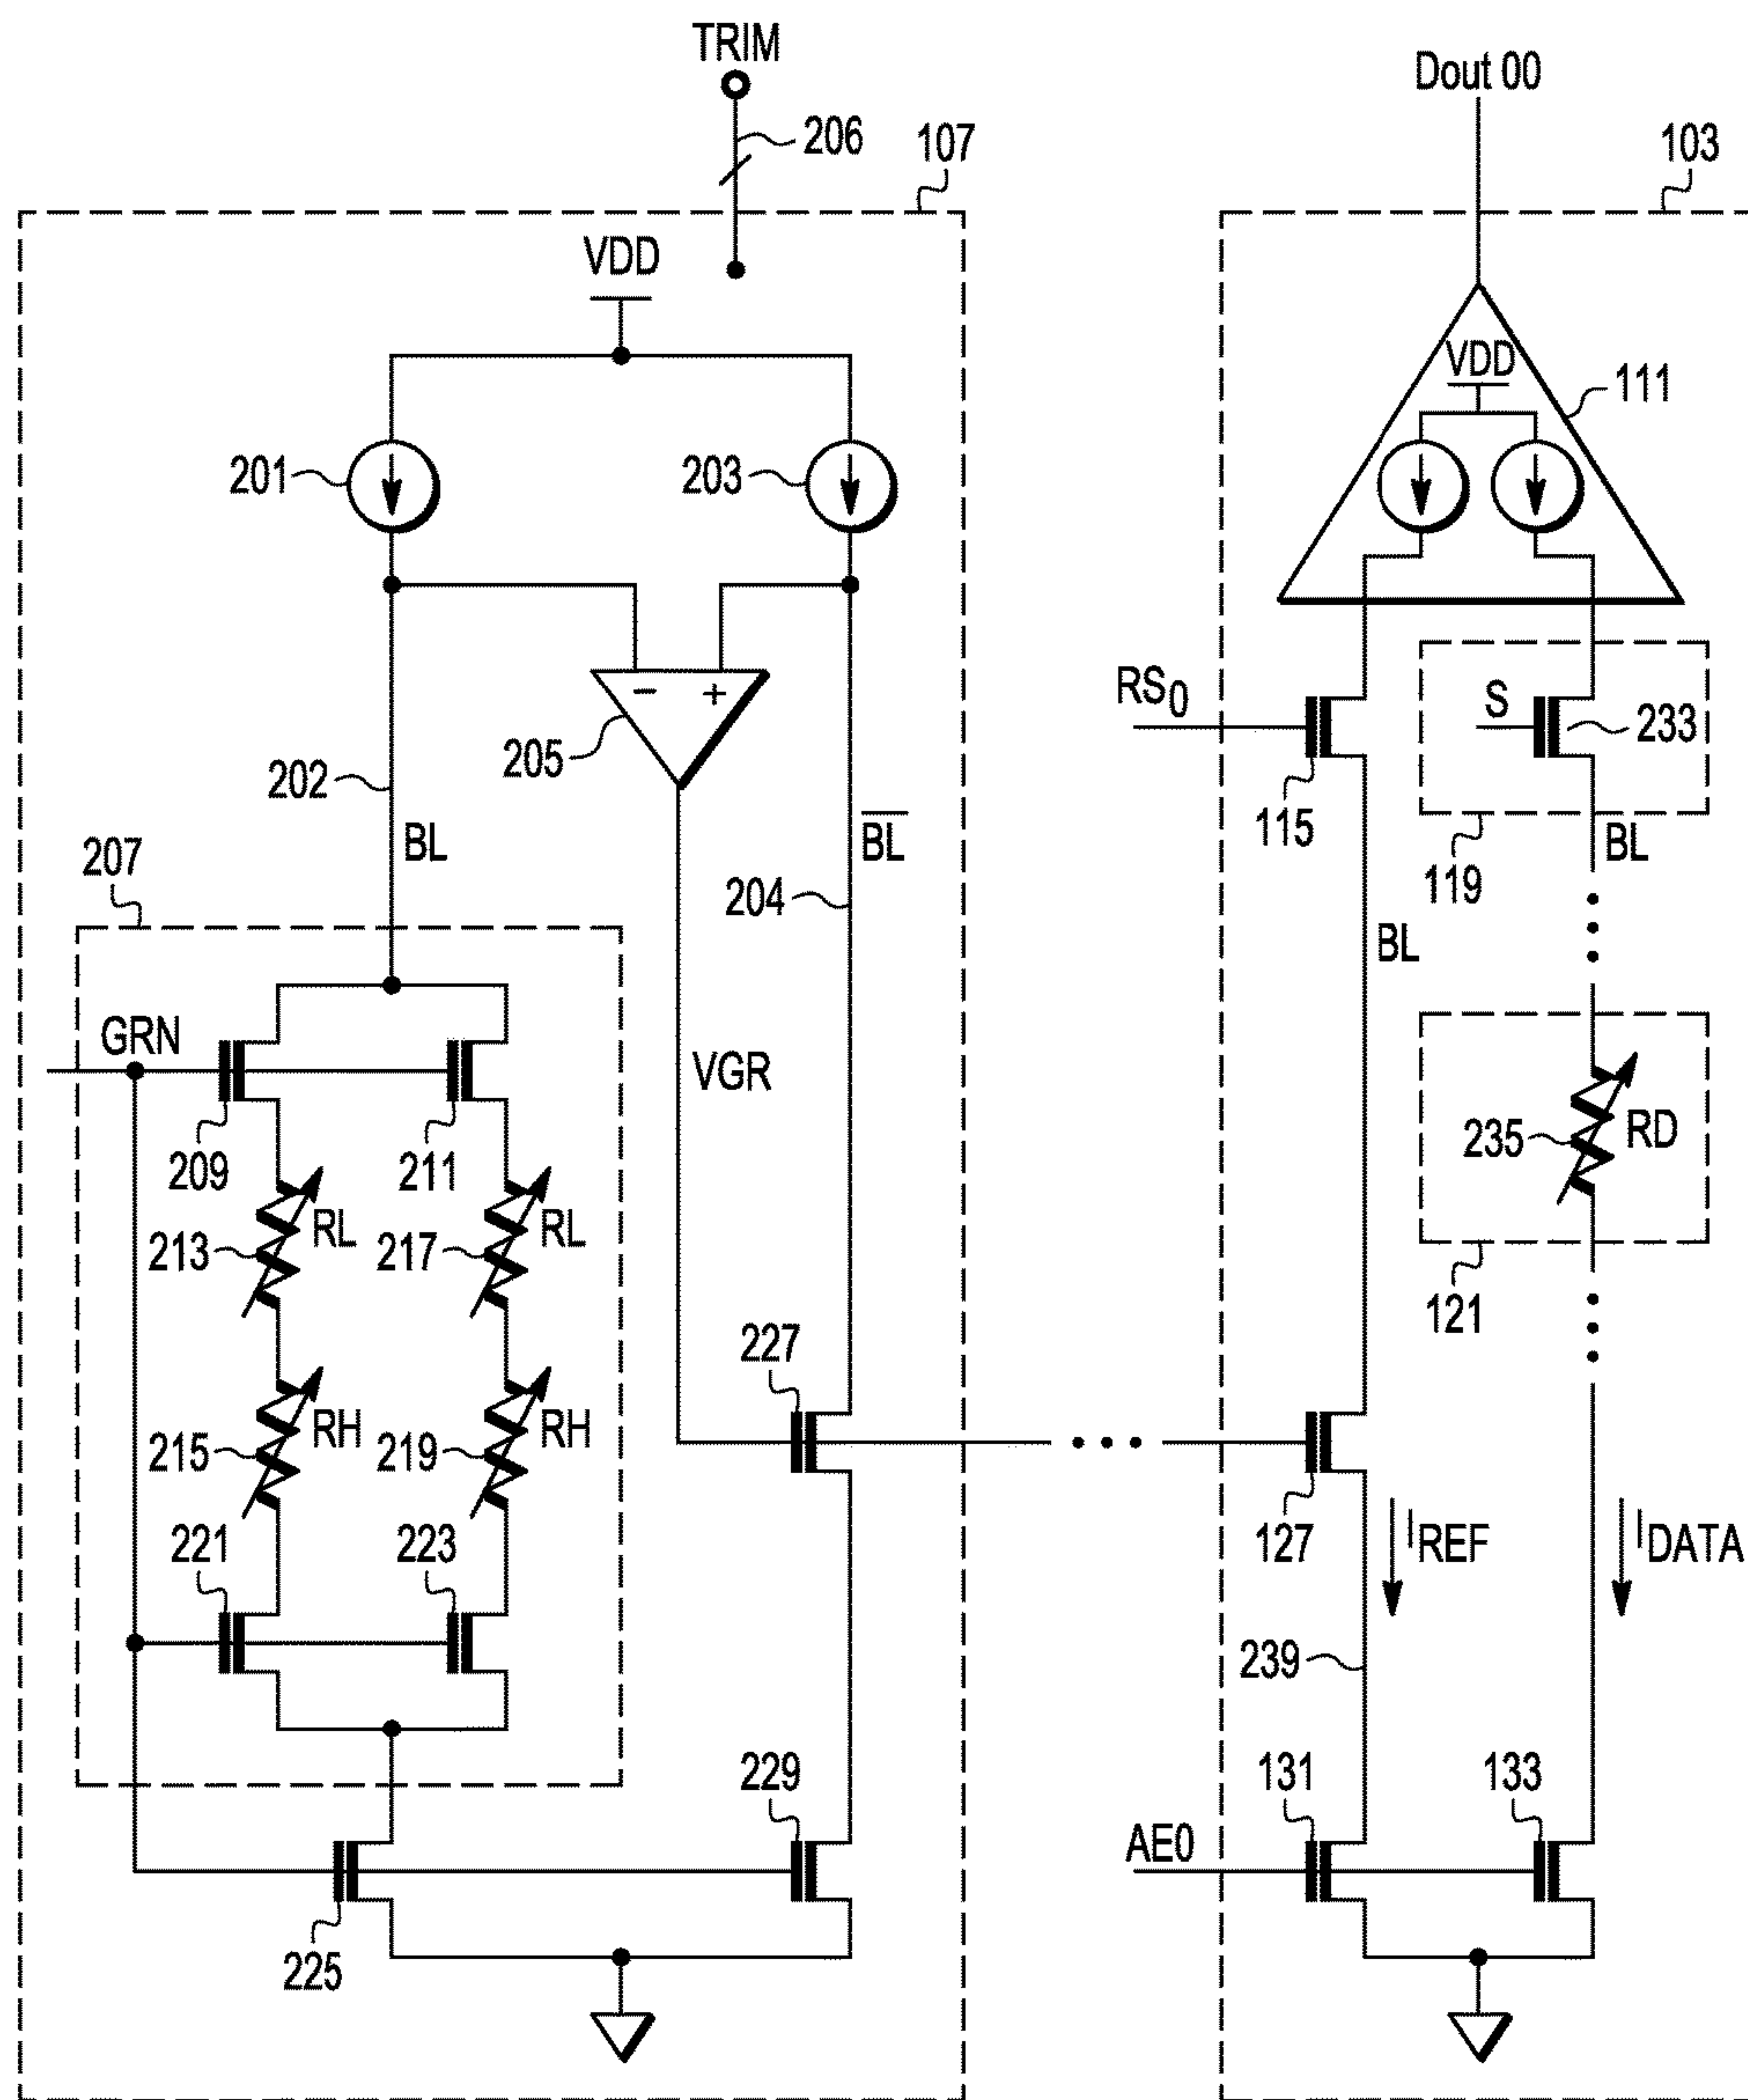 TRIM
Dout 00
206
107
103
VDD
VDD
111
201
203
RS0
S
233
205
202
115
BL
BL
BL
207
204
119
BL
GRN
VGR
209
211
235
RD
213
RL
217
RL
121
227
215
RH
219
RH
221
223
127
IREF
IDATA
239
229
131
133
AE0
225